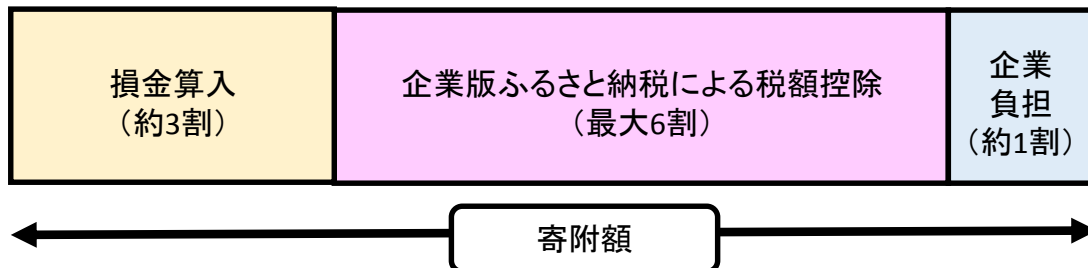 損金算入
（約3割）
企業版ふるさと納税による税額控除
（最大6割）
企業
負担
（約1割）
寄附額